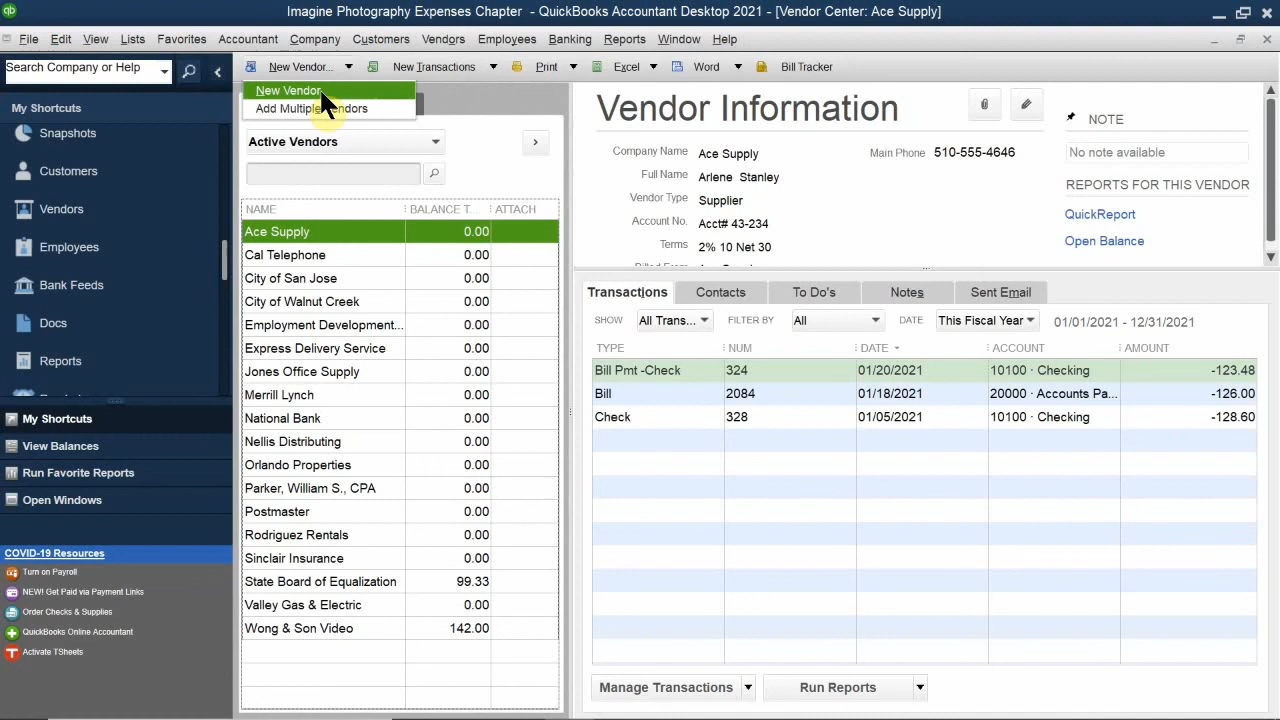 qb Imagine Photography Expenses Chapter - QuickBooks Accountant Desktop 2021 - [Vendor Center: Ace Supply]
File Edit View Lists Favorites Accountant Company Customers Vendors Employees Banking Reports Window Help
Search Company or Help
My Shortcuts
Snapshots
Customers
Vendors
Employees
Bank Feeds
Docs
Reports
My Shortcuts
View Balances
Run Favorite Reports
Open Windows
COVID-19 Resources
Turn on Payroll
NEW! Get Paid via Payment Links
Order Checks & Supplies
QuickBooks Online Accountant
Activate TSheets
New Vendor... New Transactions Print Excel Word Bill Tracker
New Vendor
Add Multiple Vendors
Active Vendors
NAME BALANCE T... ATTACH
Ace Supply 0.00
Cal Telephone 0.00
City of San Jose 0.00
City of Walnut Creek 0.00
Employment Development... 0.00
Express Delivery Service 0.00
Jones Office Supply 0.00
Merrill Lynch 0.00
National Bank 0.00
Nellis Distributing 0.00
Orlando Properties 0.00
Parker, William S., CPA 0.00
Postmaster 0.00
Rodriguez Rentals 0.00
Sinclair Insurance 0.00
State Board of Equalization 99.33
Valley Gas & Electric 0.00
Wong & Son Video 142.00
Vendor Information
Company Name Ace Supply Main Phone 510-555-4646
Full Name Arlene Stanley
Vendor Type Supplier
Account No. Acct# 43-234
Terms 2% 10 Net 30
NOTE
No note available
REPORTS FOR THIS VENDOR
QuickReport
Open Balance
Transactions Contacts To Do's Notes Sent Email
SHOW All Trans... FILTER BY All DATE This Fiscal Year 01/01/2021 - 12/31/2021
TYPE NUM DATE ACCOUNT AMOUNT
Bill Pmt -Check 324 01/20/2021 10100 · Checking -123.48
Bill 2084 01/18/2021 20000 · Accounts Pa... -126.00
Check 328 01/05/2021 10100 · Checking -128.60
Manage Transactions Run Reports